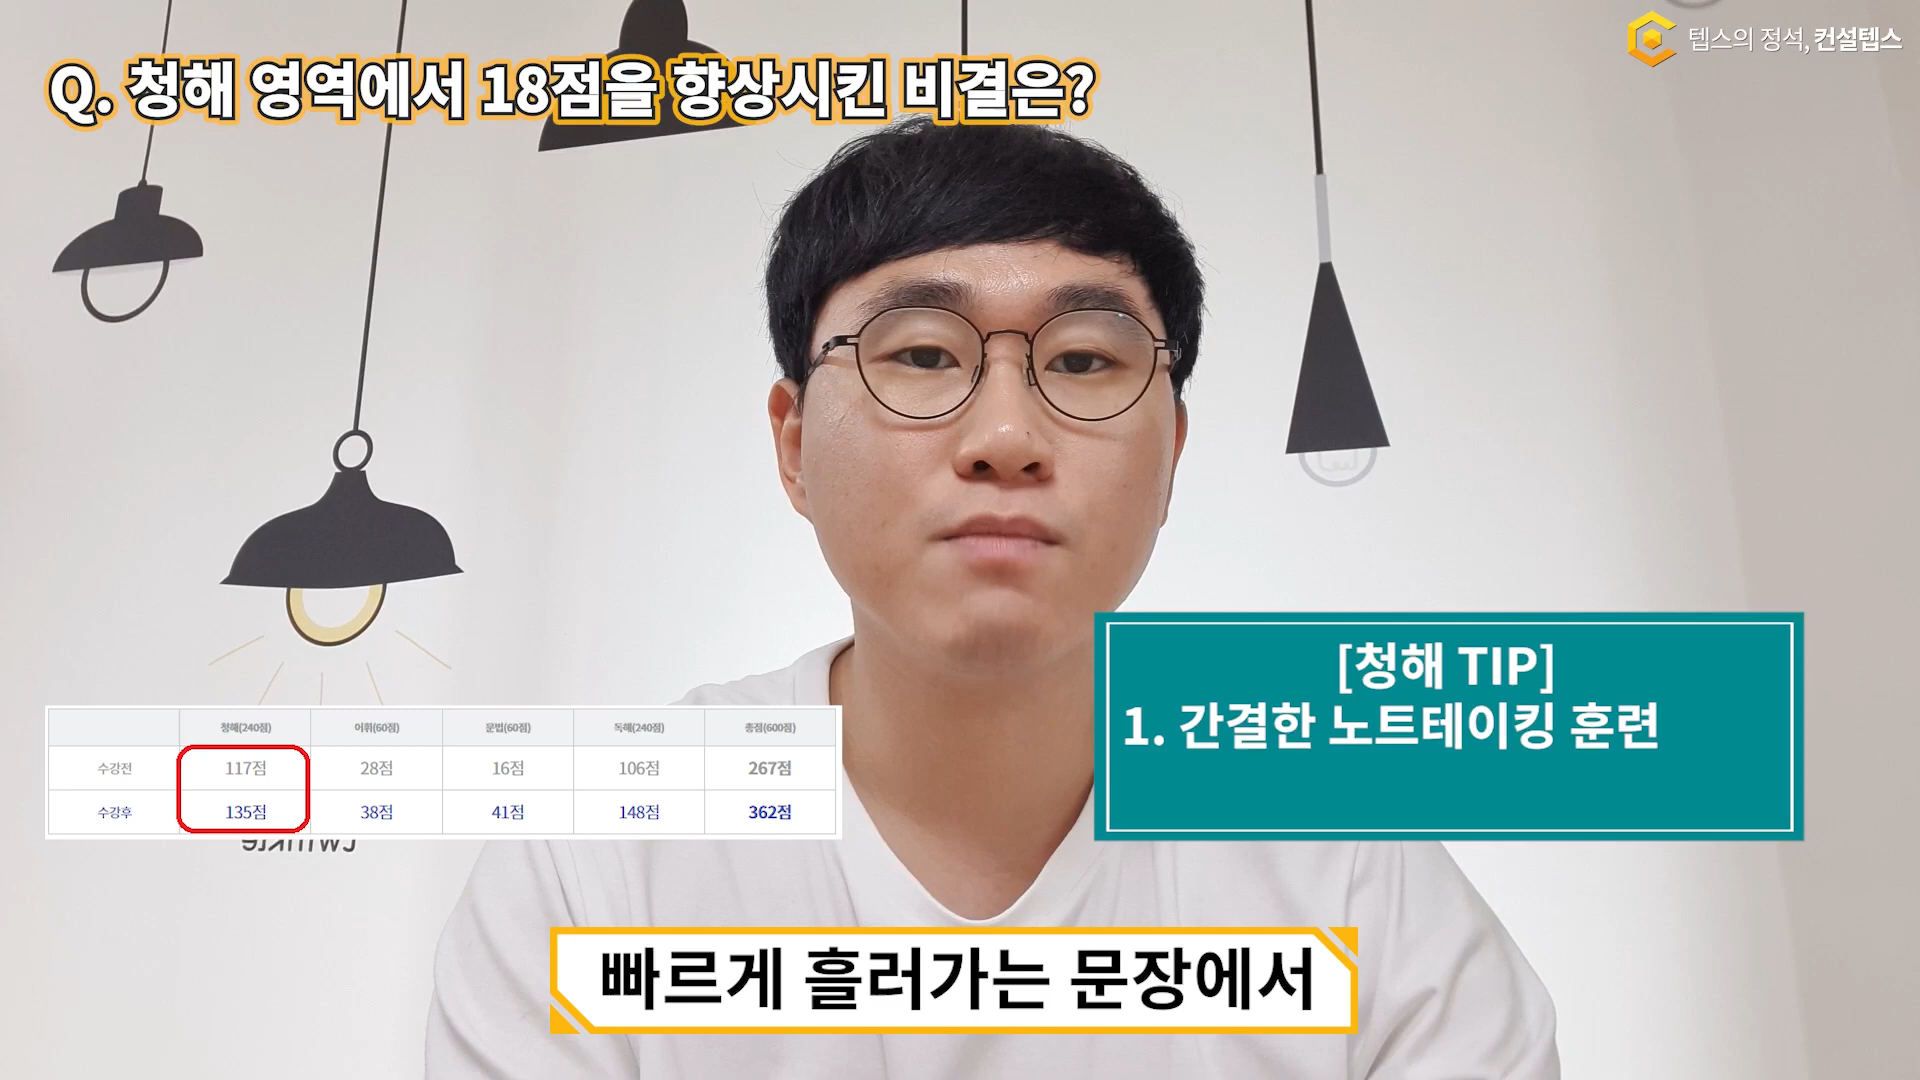 텝스의 정석, 컨설텝스
Q. 청해 영역에서 18점을 향상시킨 비결은?
[청해 TIP]
1. 간결한 노트테이킹 훈련
청해(240점) 어휘(60점) 문법(60점) 독해(240점) 총점(600점)
수강전 117점 28점 16점 106점 267점
수강후 135점 38점 41점 148점 362점
빠르게 흘러가는 문장에서